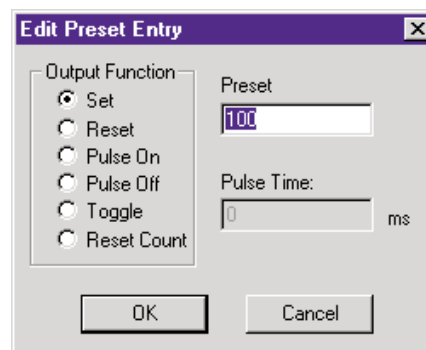 Edit Preset Entry
Output Function
Set
Reset
Pulse On
Pulse Off
Toggle
Reset Count
Preset
100
Pulse Time:
0
ms
OK
Cancel